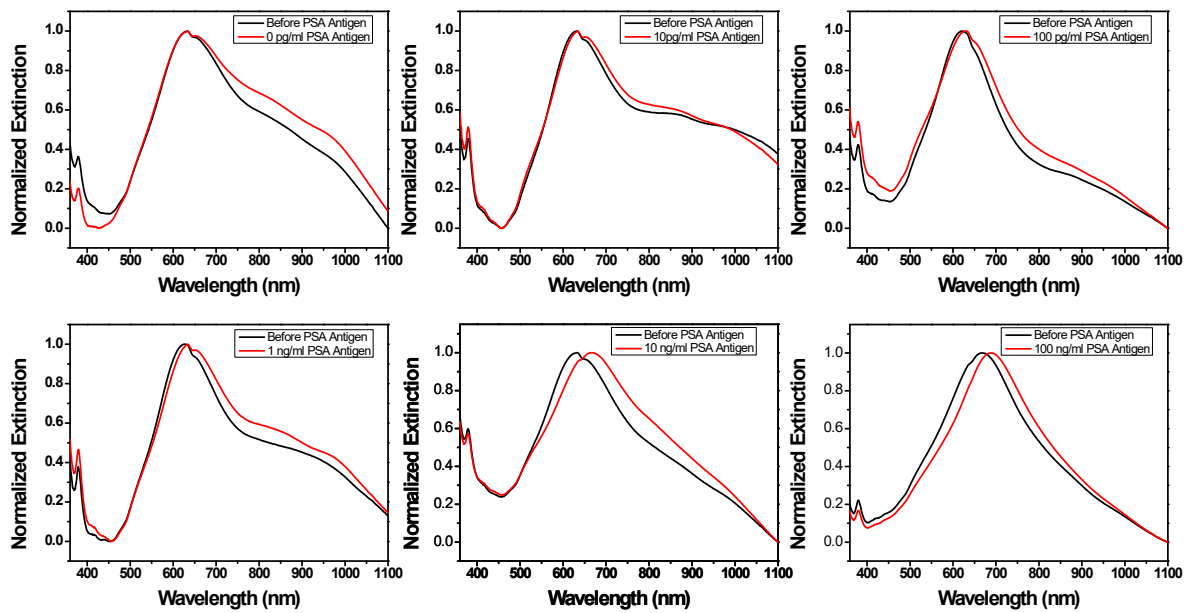 Before PSA Antigen
0 pg/ml PSA Antigen
Normalized Extinction
1.0
0.8
0.6
0.4
0.2
0.0
400 500 600 700 800 900 1000 1100
Wavelength (nm)
Before PSA Antigen
10pg/ml PSA Antigen
Normalized Extinction
1.0
0.8
0.6
0.4
0.2
0.0
400 500 600 700 800 900 1000 1100
Wavelength (nm)
Before PSA Antigen
100 pg/ml PSA Antigen
Normalized Extinction
1.0
0.8
0.6
0.4
0.2
0.0
400 500 600 700 800 900 1000 1100
Wavelength (nm)
Before PSA Antigen
1 ng/ml PSA Antigen
Normalized Extinction
1.0
0.8
0.6
0.4
0.2
0.0
400 500 600 700 800 900 1000 1100
Wavelength (nm)
Before PSA Antigen
10 ng/ml PSA Antigen
Normalized Extinction
1.0
0.8
0.6
0.4
0.2
0.0
400 500 600 700 800 900 1000 1100
Wavelength (nm)
Before PSA Antigen
100 ng/ml PSA Antigen
Normalized Extinction
1.0
0.8
0.6
0.4
0.2
0.0
400 500 600 700 800 900 1000 1100
Wavelength (nm)